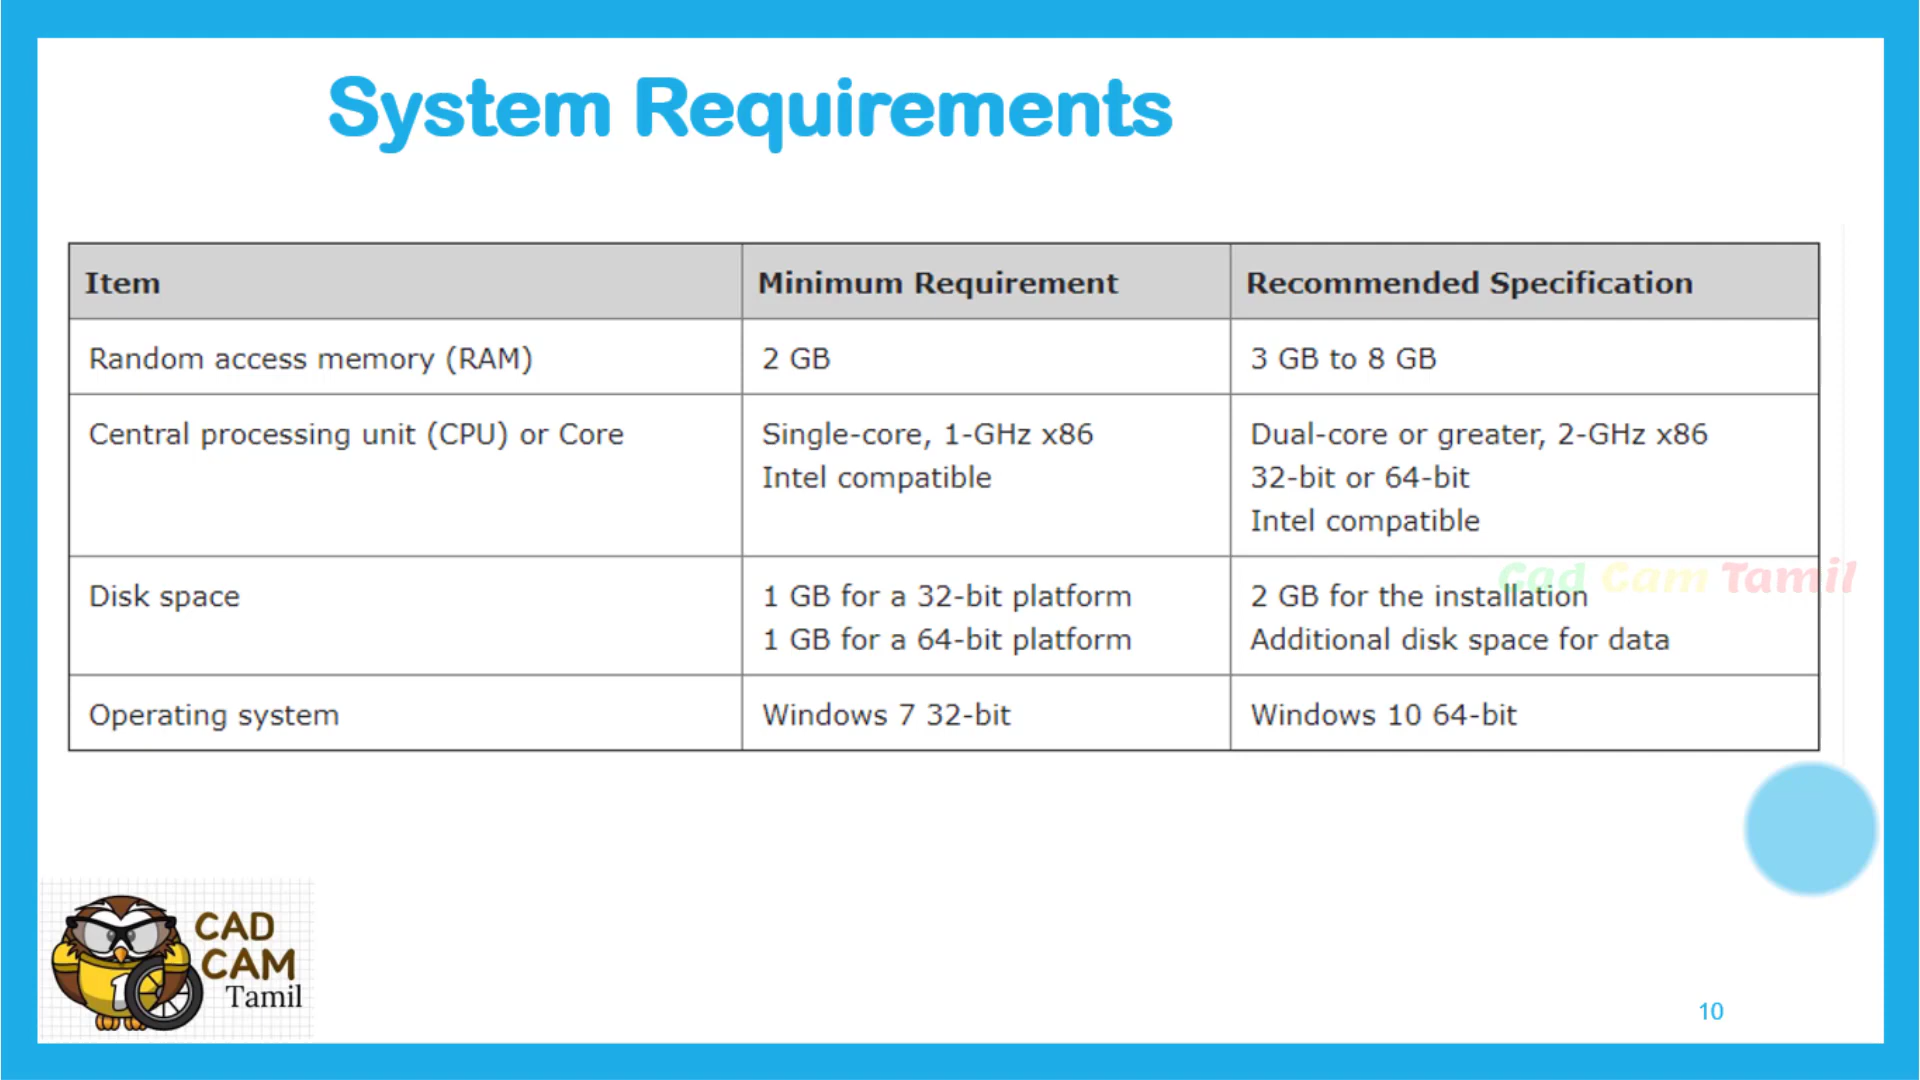 System Requirements
Item Minimum Requirement Recommended Specification
Random access memory (RAM) 2 GB 3 GB to 8 GB
Central processing unit (CPU) or Core Single-core, 1-GHz x86 Dual-core or greater, 2-GHz x86
Intel compatible 32-bit or 64-bit
Intel compatible
Cad Cam Tamil
Disk space 1 GB for a 32-bit platform 2 GB for the installation
1 GB for a 64-bit platform Additional disk space for data
Operating system Windows 7 32-bit Windows 10 64-bit
CAD
CAM
Tamil
1
10